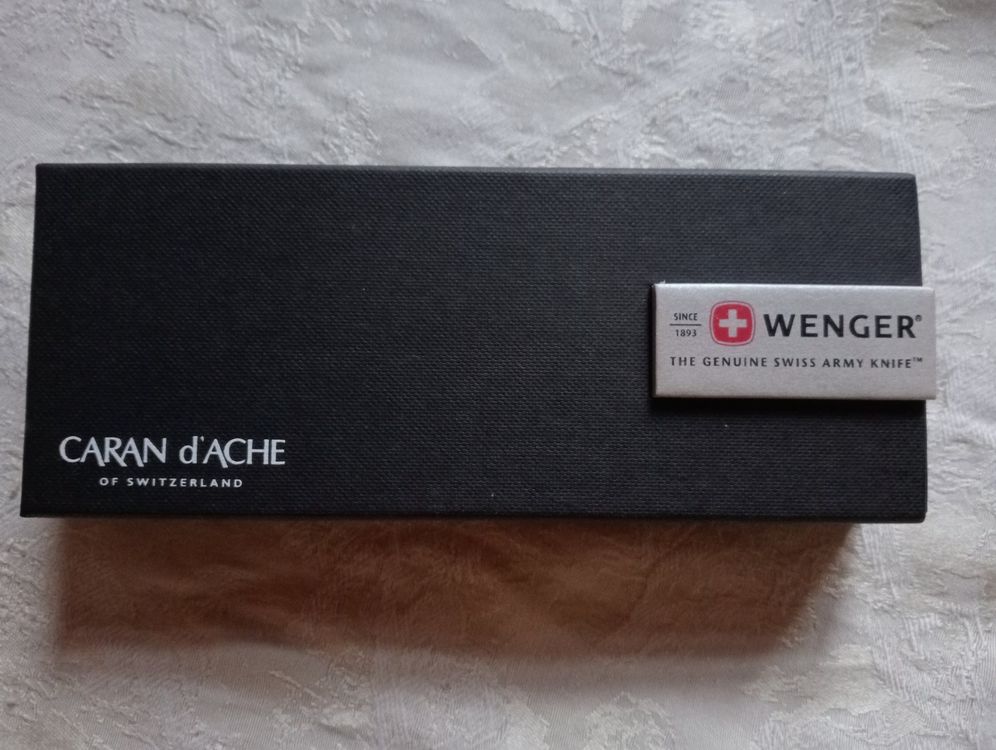 SINCE
1893
WENGER®
THE GENUINE SWISS ARMY KNIFE™
CARAN d'ACHE
OF SWITZERLAND